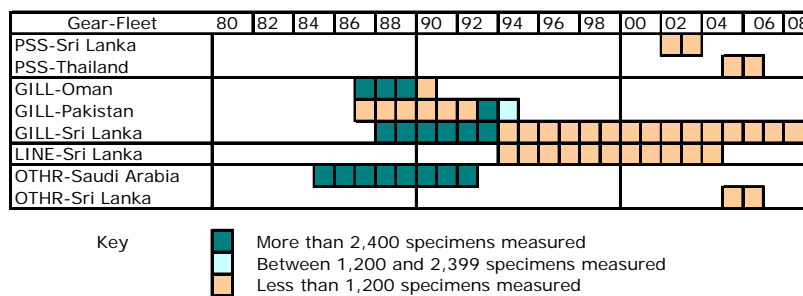 Gear-Fleet 80 82 84 86 88 90 92 94 96 98 00 02 04 06 08
PSS-Sri Lanka
PSS-Thailand
GILL-Oman
GILL-Pakistan
GILL-Sri Lanka
LINE-Sri Lanka
OTHR-Saudi Arabia
OTHR-Sri Lanka
Key
More than 2,400 specimens measured
Between 1,200 and 2,399 specimens measured
Less than 1,200 specimens measured